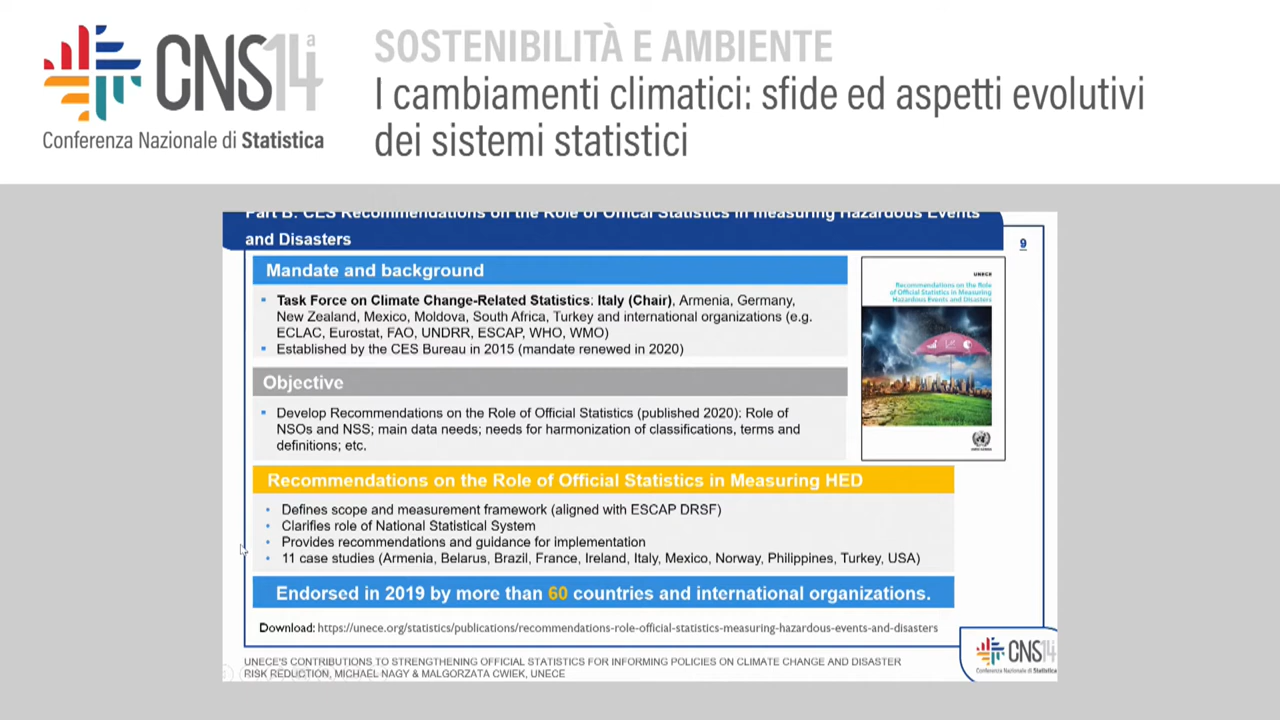 CNS14ª
Conferenza Nazionale di Statistica
SOSTENIBILITÀ E AMBIENTE
I cambiamenti climatici: sfide ed aspetti evolutivi
dei sistemi statistici
Part B: CES Recommendations on the Role of Offical Statistics in Measuring Hazardous Events
and Disasters
9
Mandate and background
Task Force on Climate Change-Related Statistics: Italy (Chair), Armenia, Germany,
New Zealand, Mexico, Moldova, South Africa, Turkey and international organizations (e.g.
ECLAC, Eurostat, FAO, UNDRR, ESCAP, WHO, WMO)
Established by the CES Bureau in 2015 (mandate renewed in 2020)
UNECE
Recommendations on the Role
of Official Statistics in Measuring
Hazardous Events and Disasters
UNITED NATIONS
Objective
Develop Recommendations on the Role of Official Statistics (published 2020): Role of
NSOs and NSS; main data needs; needs for harmonization of classifications, terms and
definitions; etc.
Recommendations on the Role of Official Statistics in Measuring HED
Defines scope and measurement framework (aligned with ESCAP DRSF)
Clarifies role of National Statistical System
Provides recommendations and guidance for implementation
11 case studies (Armenia, Belarus, Brazil, France, Ireland, Italy, Mexico, Norway, Philippines, Turkey, USA)
Endorsed in 2019 by more than 60 countries and international organizations.
Download: https://unece.org/statistics/publications/recommendations-role-official-statistics-measuring-hazardous-events-and-disasters
UNECE'S CONTRIBUTIONS TO STRENGTHENING OFFICIAL STATISTICS FOR INFORMING POLICIES ON CLIMATE CHANGE AND DISASTER
RISK REDUCTION, MICHAEL NAGY & MALGORZATA CWIEK, UNECE
CNS14
Conferenza Nazionale di Statistica